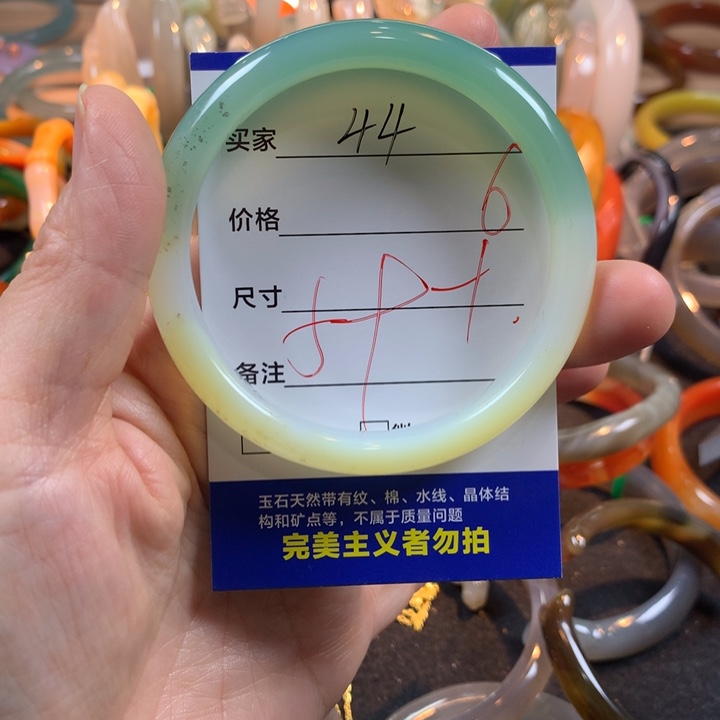 买家 44
价格 6
尺寸
备注
玉石天然带有纹、棉、水线、晶体结
构和矿点等，不属于质量问题
完美主义者勿拍